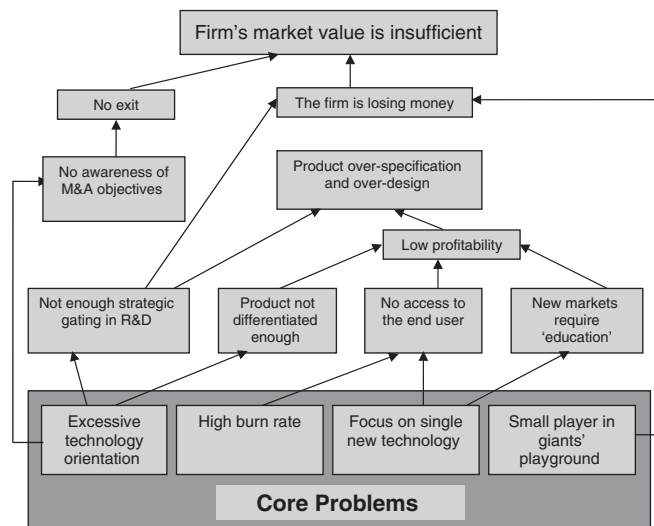 Firm's market value is insufficient
No exit
The firm is losing money
No awareness of
M&A objectives
Product over-specification
and over-design
Low profitability
Not enough strategic
gating in R&D
Product not
differentiated
enough
No access to
the end user
New markets
require
‘education’
Excessive
technology
orientation
High burn rate
Focus on single
new technology
Small player in
giants’
playground
Core Problems